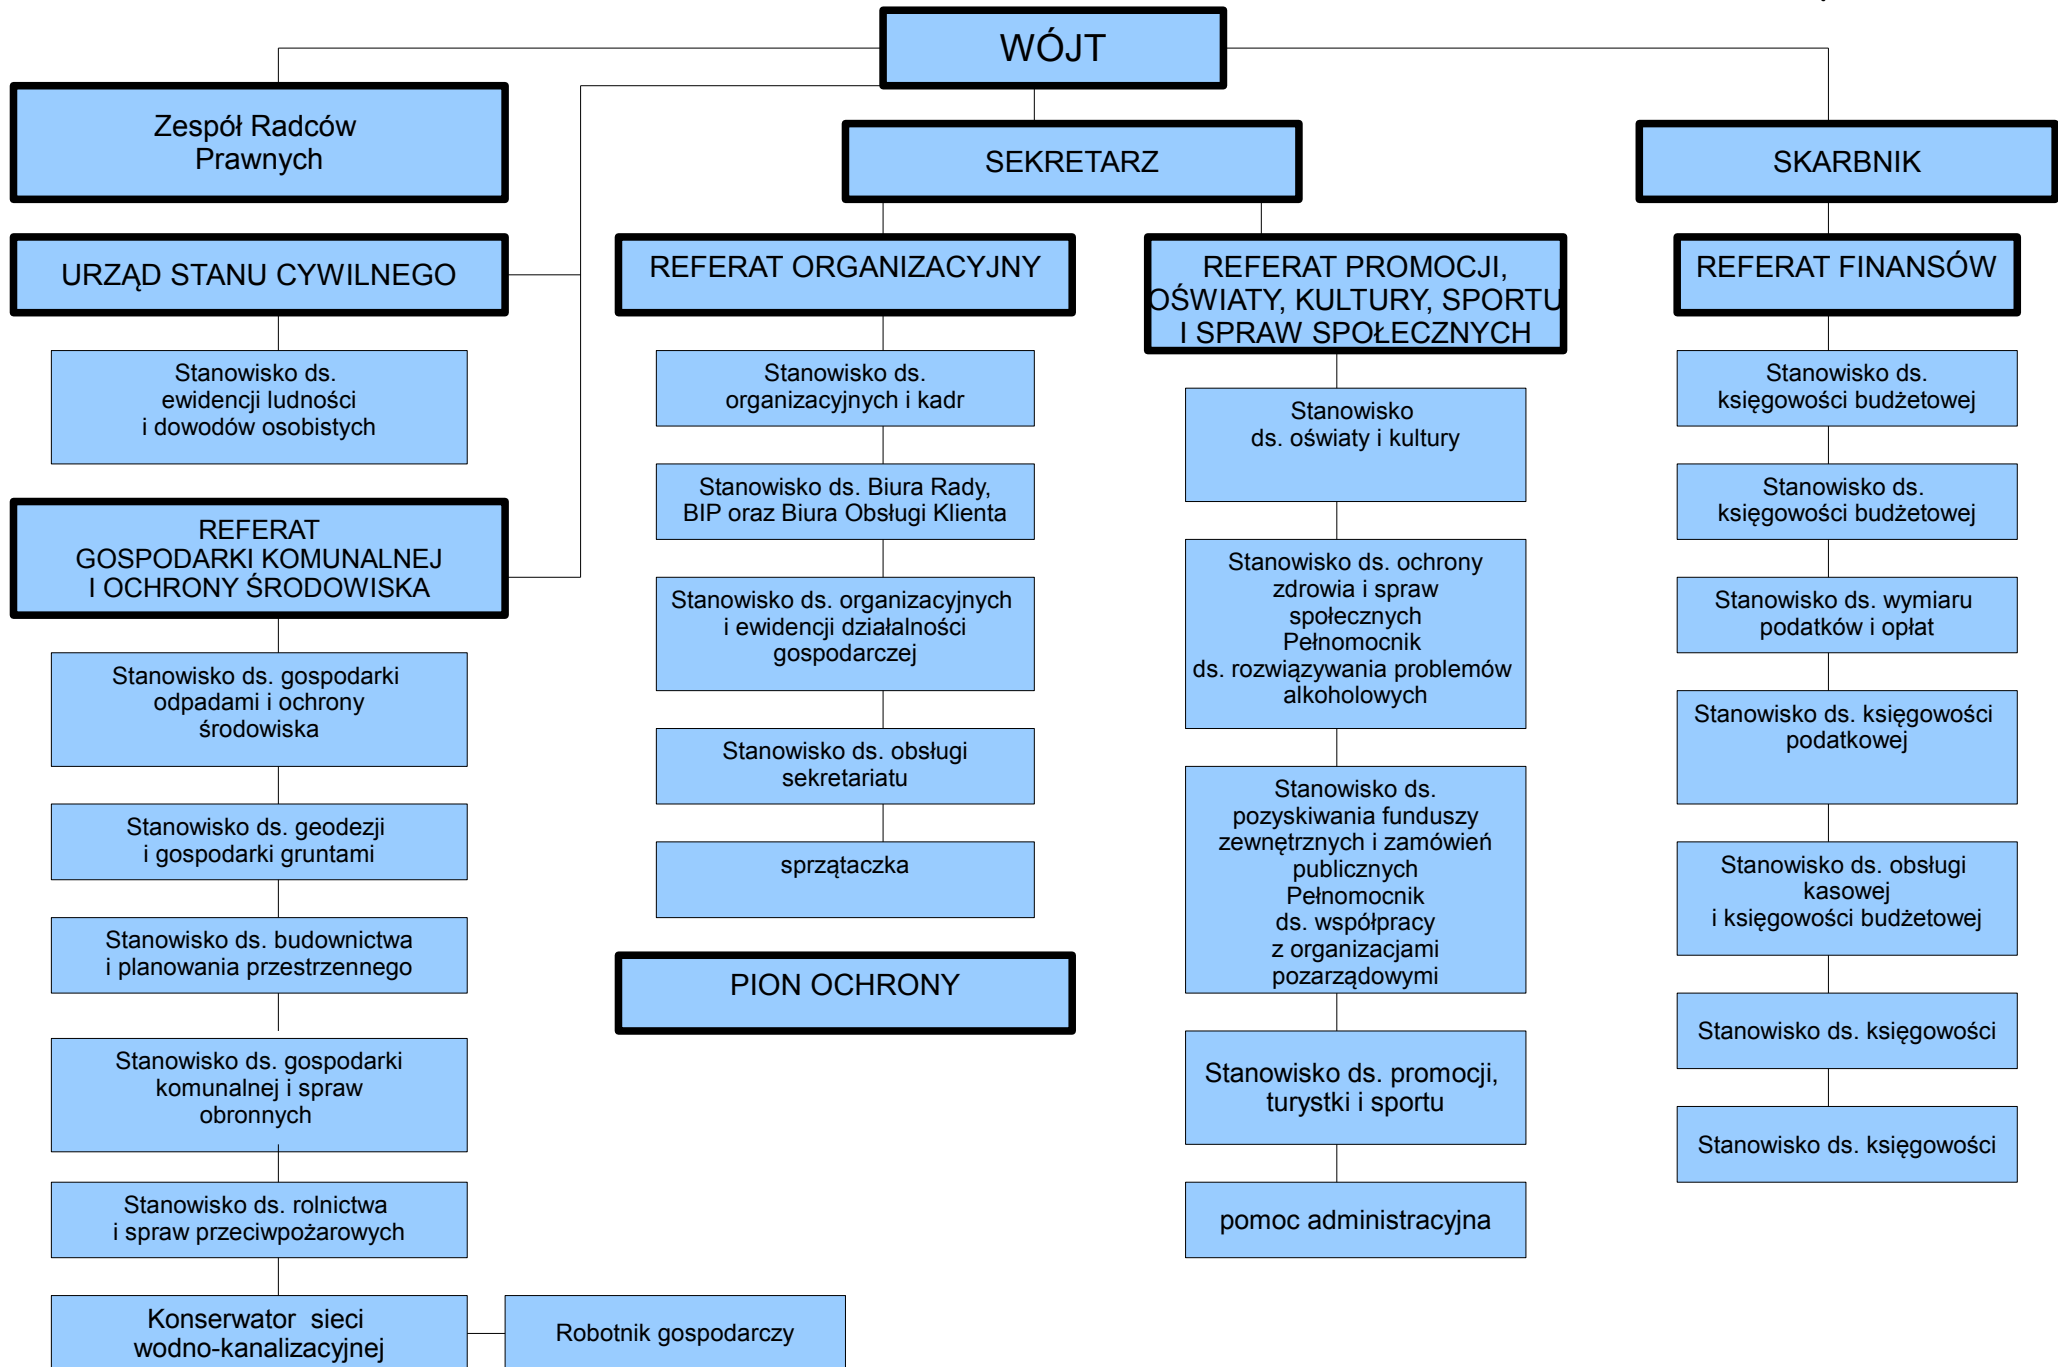 WÓJT
Zespół Radców
Prawnych
SEKRETARZ
SKARBNIK
URZĄD STANU CYWILNEGO
Stanowisko ds.
ewidencji ludności
i dowodów osobistych
REFERAT
GOSPODARKI KOMUNALNEJ
I OCHRONY ŚRODOWISKA
Stanowisko ds. gospodarki
odpadami i ochrony
środowiska
Stanowisko ds. geodezji
i gospodarki gruntami
Stanowisko ds. budownictwa
i planowania przestrzennego
Stanowisko ds. gospodarki
komunalnej i spraw
obronnych
Stanowisko ds. rolnictwa
i spraw przeciwpożarowych
Konserwator sieci
wodno-kanalizacyjnej
Robotnik gospodarczy
REFERAT ORGANIZACYJNY
Stanowisko ds.
organizacyjnych i kadr
Stanowisko ds. Biura Rady,
BIP oraz Biura Obsługi Klienta
Stanowisko ds. organizacyjnych
i ewidencji działalności
gospodarczej
Stanowisko ds. obsługi
sekretariatu
sprzątaczka
PION OCHRONY
REFERAT PROMOCJI,
OŚWIATY, KULTURY, SPORTU
I SPRAW SPOŁECZNYCH
Stanowisko
ds. oświaty i kultury
Stanowisko ds. ochrony
zdrowia i spraw
społecznych
Pełnomocnik
ds. rozwiązywania problemów
alkoholowych
Stanowisko ds.
pozyskiwania funduszy
zewnętrznych i zamówień
publicznych
Pełnomocnik
ds. współpracy
z organizacjami
pozarządowymi
Stanowisko ds. promocji,
turystki i sportu
pomoc administracyjna
REFERAT FINANSÓW
Stanowisko ds.
księgowości budżetowej
Stanowisko ds.
księgowości budżetowej
Stanowisko ds. wymiaru
podatków i opłat
Stanowisko ds. księgowości
podatkowej
Stanowisko ds. obsługi
kasowej
i księgowości budżetowej
Stanowisko ds. księgowości
Stanowisko ds. księgowości